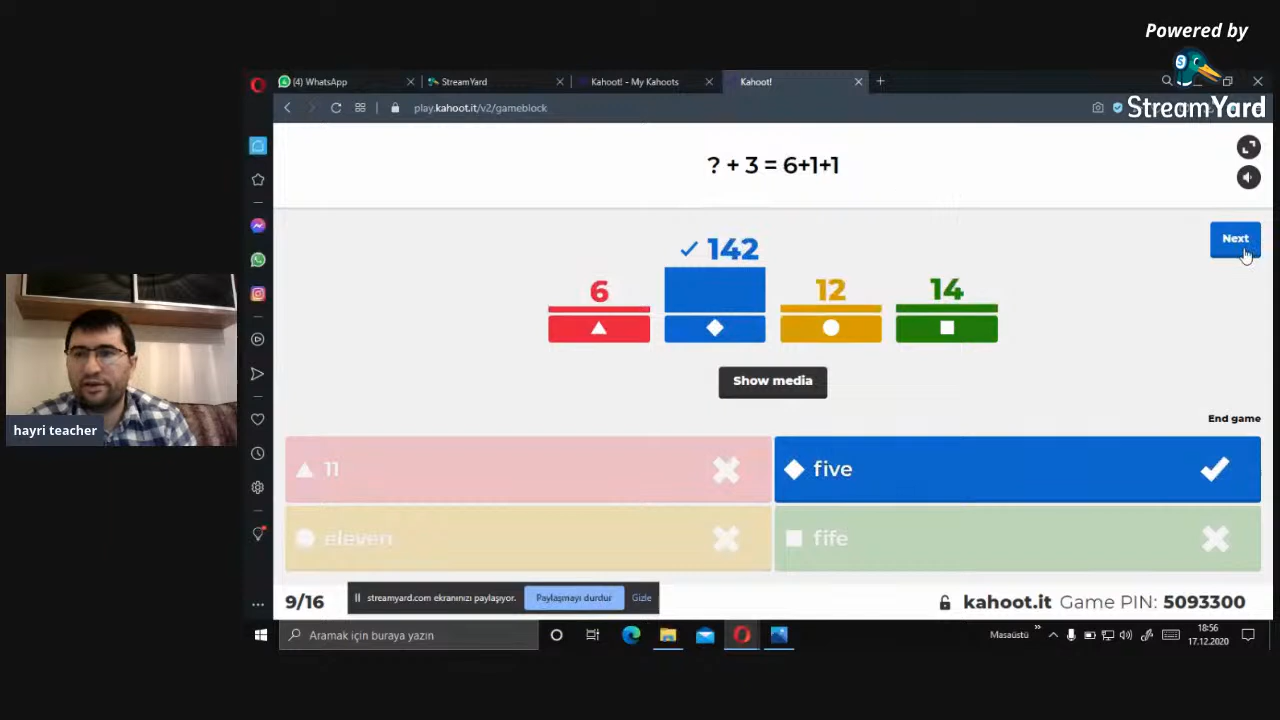 Powered by
StreamYard
(4) WhatsApp
StreamYard
Kahoot! - My Kahoots
Kahoot!
play.kahoot.it/v2/gameblock
? + 3 = 6+1+1
Next
6
142
12
14
Show media
End game
hayri teacher
11
five
eleven
fife
9/16
streamyard.com ekranınızı paylaşıyor.
Paylaşmayı durdur
Gizle
kahoot.it Game PIN: 5093300
Aramak için buraya yazın
Masaüstü
18:56
17.12.2020